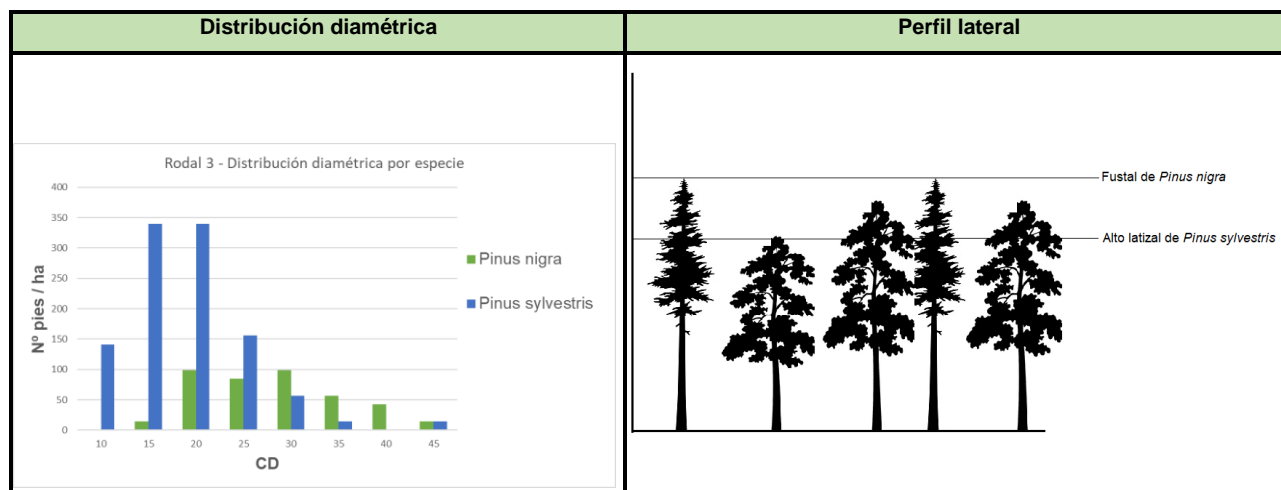 Distribución diamétrica
Perfil lateral
Rodal 3 - Distribución diamétrica por especie
Nº pies / ha
400
350
300
250
200
150
100
50
0
10 15 20 25 30 35 40 45
CD
Pinus nigra
Pinus sylvestris
Fustal de Pinus nigra
Alto latizal de Pinus sylvestris